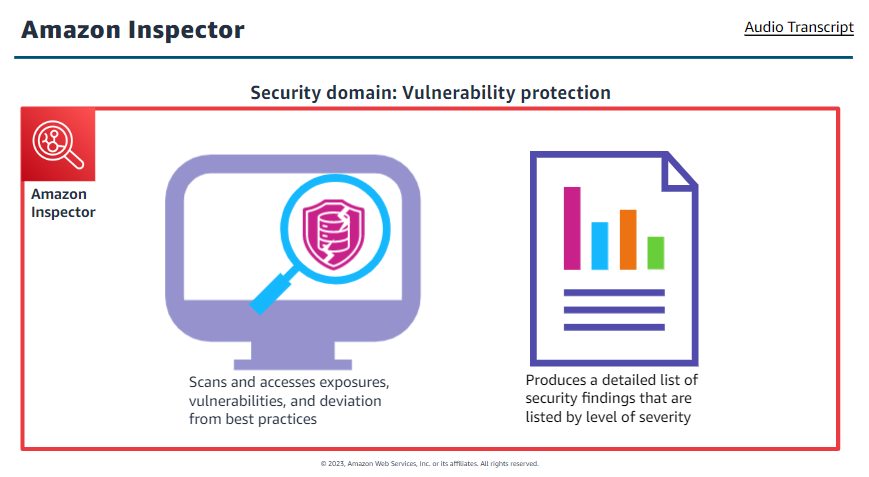 Amazon Inspector
Audio Transcript
Security domain: Vulnerability protection
Amazon
Inspector
Scans and accesses exposures,
vulnerabilities, and deviation
from best practices
Produces a detailed list of
security findings that are
listed by level of severity
© 2023, Amazon Web Services, Inc. or its affiliates. All rights reserved.